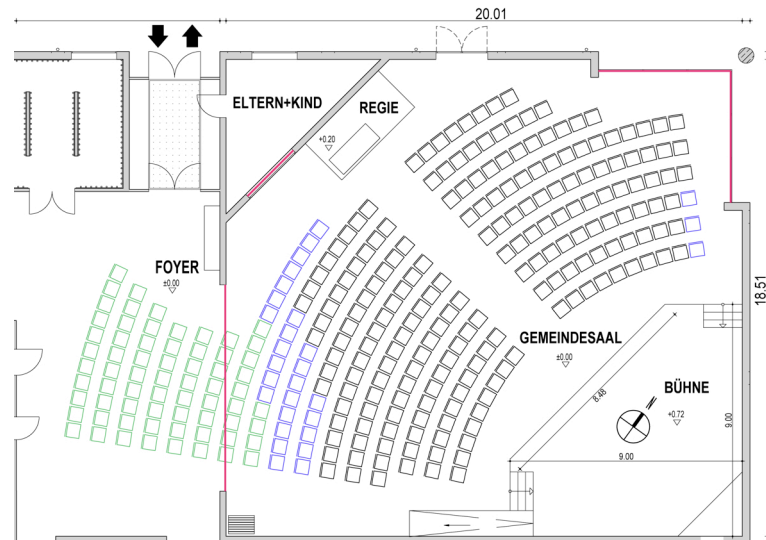 20.01
ELTERN+KIND
REGIE
+0.20
FOYER
±0.00
18.51
GEMEINDESAAL
±0.00
BÜHNE
8.48
+0.72
9.00
9.00